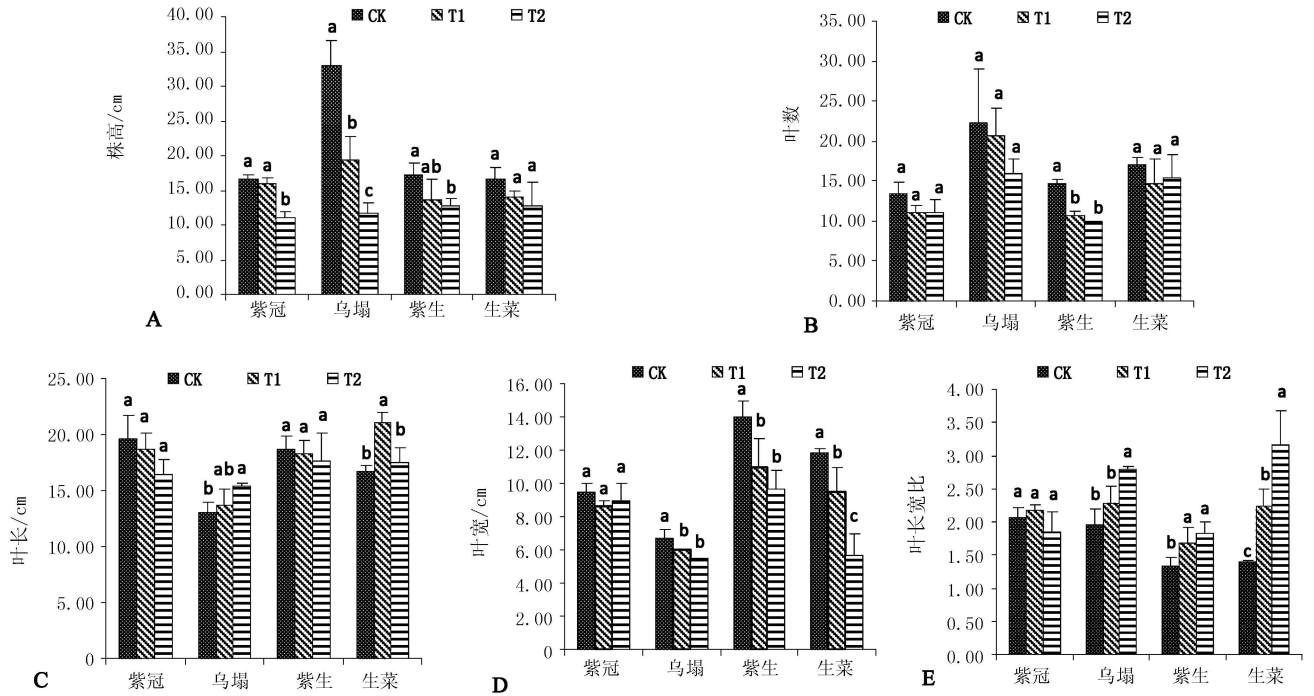 CK T1 T2
株高/cm
40.00
35.00
30.00
25.00
20.00
15.00
10.00
5.00
0.00
a a b
a b c
a ab b
a a a
紫冠 乌塌 紫生 生菜
A
CK T1 T2
叶数
35.00
30.00
25.00
20.00
15.00
10.00
5.00
0.00
a a a
a a a
a b b
a a a
紫冠 乌塌 紫生 生菜
B
CK T1 T2
叶长/cm
25.00
20.00
15.00
10.00
5.00
0
a a a
b ab a
a a a
b a b
紫冠 乌塌 紫生 生菜
C
CK T1 T2
叶宽/cm
16.00
14.00
12.00
10.00
8.00
6.00
4.00
2.00
0.00
a a a
a b b
a b b
a b c
紫冠 乌塌 紫生 生菜
D
CK T1 T2
叶长宽比
4.00
3.50
3.00
2.50
2.00
1.50
1.00
0.50
0.00
a a a
b b a
b a a
c b a
紫冠 乌塌 紫生 生菜
E